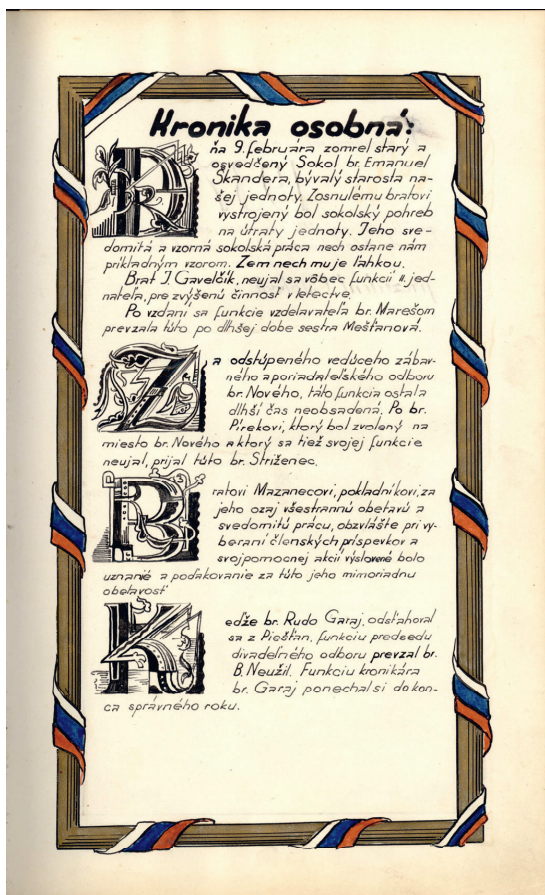 Kronika osobná:
Dňa 9. februára zomrel starý a
osvedčený Sokol br. Emanuel
Škandera, bývalý starosta na-
šej jednoty. Zosnulému bratovi
vystrojený bol sokolský pohreb
na útraty jednoty. Jeho sve-
domitá a vzorná sokolská práca nech ostane nám
príkladným vzorom. Zem nech mu je ľahkou.
Brat J. Gavelčík, neujal sa vôbec funkcií II. jed-
nateľa, pre zvýšenú činnosť v letectve.
Po vzdaní sa funkcie vzdelavateľa br. Marešom
prevzala túto po dlhšej dobe sestra Mešťanová.
Za odstúpeného vedúceho zábav-
ného a poriadateľského odboru
br. Nového, táto funkcia ostala
dlhší čas neobsadená. Po br.
Pírekovi, ktorý bol zvolený na
miesto br. Nového a ktorý sa tiež svojej funkcie
neujal, prijal túto br. Striženec.
Bratovi Mazanecovi, pokladníkovi, za
jeho ozaj všestrannú obetavú a
svedomitú prácu, obzvlášte pri vy-
beraní členských príspevkov a
svojpomocnej akcií výslovené bolo
uznanie a poďakovanie za túto jeho mimoriadnu
obetavosť
Keďže br. Rudo Garaj, odsťahoval
sa z Piešťan, funkciu predsedu
divadelného odboru prevzal br.
B. Neužil. Funkciu kronikára
br. Garaj ponechal si do kon-
ca správneho roku.